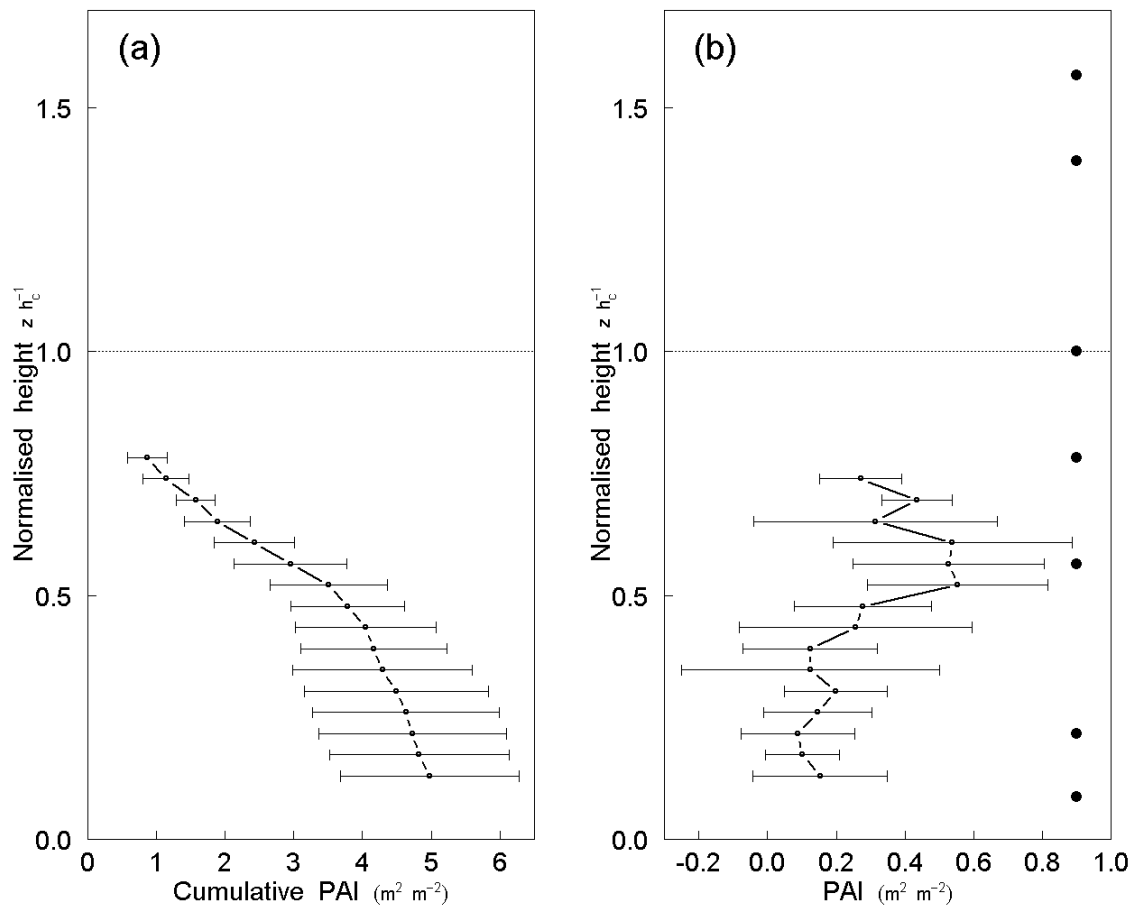 (a)
1.5
1.0
0.5
0.0
Normalised height z h_c^{-1}
0 1 2 3 4 5 6
Cumulative PAI (m² m⁻²)
(b)
1.5
1.0
0.5
0.0
Normalised height z h_c^{-1}
-0.2 0.0 0.2 0.4 0.6 0.8 1.0
PAI (m² m⁻²)